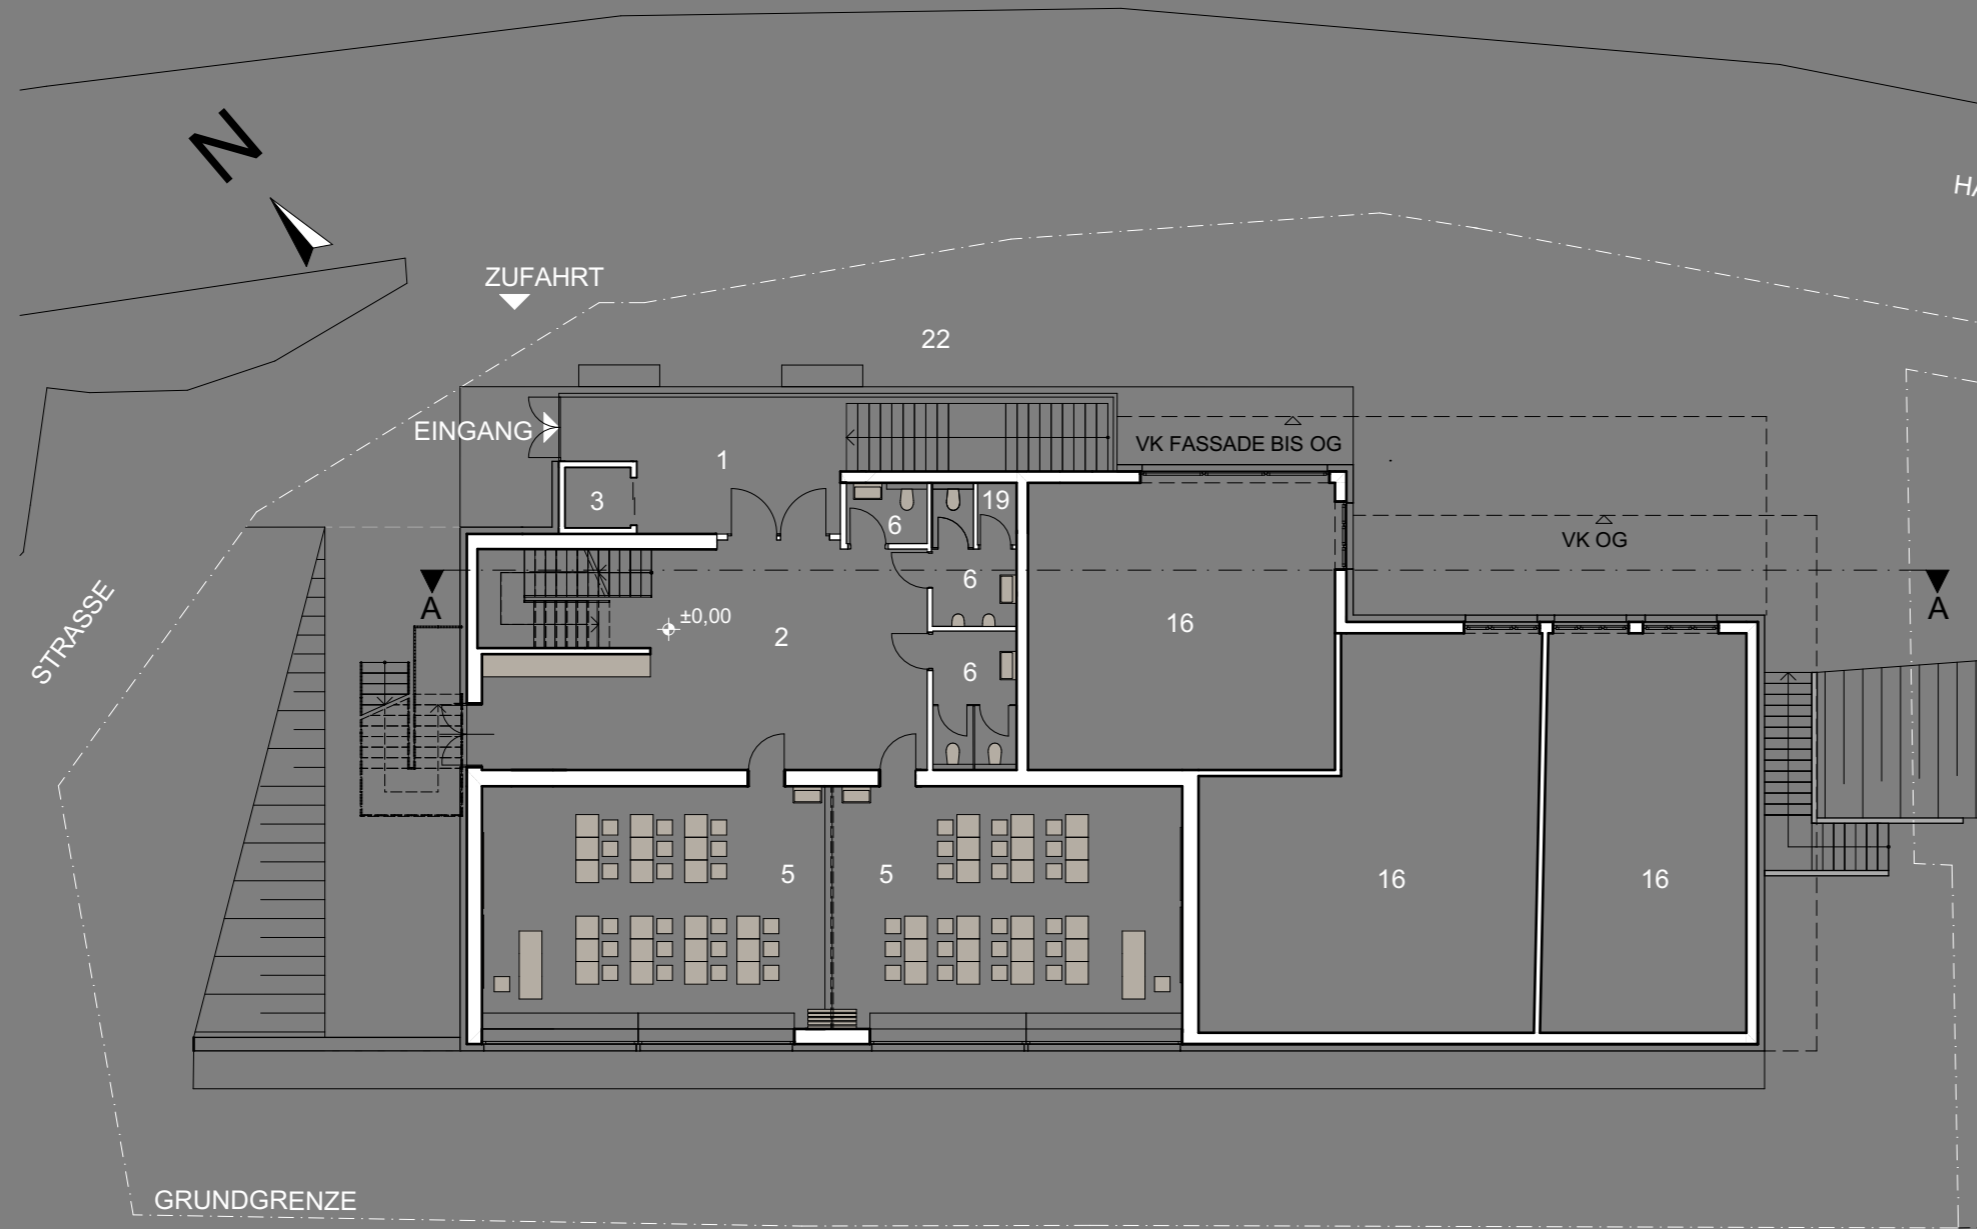 N
HA
ZUFAHRT
22
EINGANG
VK FASSADE BIS OG
1
3
19
6
VK OG
6
A
A
±0,00
16
2
STRASSE
6
5
5
16
16
GRUNDGRENZE